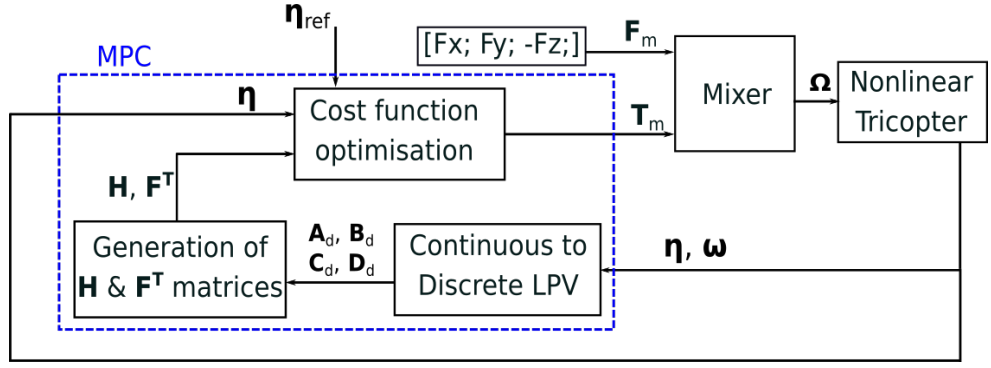 η_ref
[Fx; Fy; -Fz;]
F_m
MPC
η
Cost function
optimisation
T_m
Mixer
Ω
Nonlinear
Tricopter
H, F^T
Generation of
H & F^T matrices
A_d, B_d
C_d, D_d
Continuous to
Discrete LPV
η, ω